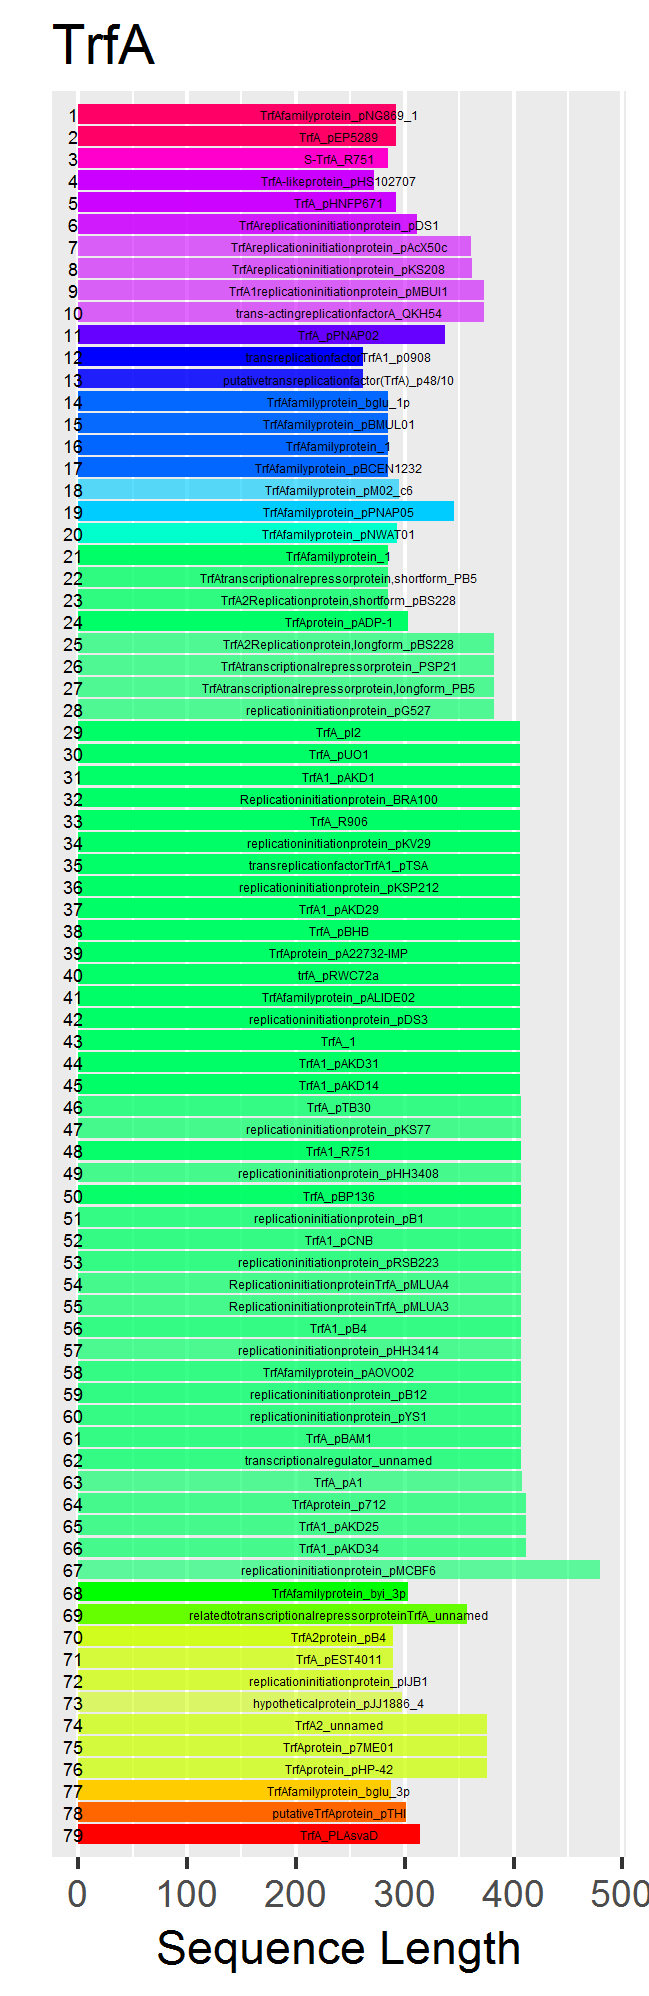 TrfA
1 TrfAfamilyprotein_pNG869_1
2 TrfA_pEP5289
3 S-TrfA_R751
4 TrfA-likeprotein_pHS102707
5 TrfA_pHNFP671
6 TrfAreplicationinitiationprotein_pDS1
7 TrfAreplicationinitiationprotein_pAcX50c
8 TrfAreplicationinitiationprotein_pKS208
9 TrfA1replicationinitiationprotein_pMBUI1
10 trans-actingreplicationfactorA_QKH54
11 TrfA_pPNAP02
12 transreplicationfactorTrfA1_p0908
13 putativetransreplicationfactor(TrfA)_p48/10
14 TrfAfamilyprotein_bglu_1p
15 TrfAfamilyprotein_pBMUL01
16 TrfAfamilyprotein_1
17 TrfAfamilyprotein_pBCEN1232
18 TrfAfamilyprotein_pM02_c6
19 TrfAfamilyprotein_pPNAP05
20 TrfAfamilyprotein_pNWAT01
21 TrfAfamilyprotein_1
22 TrfAtranscriptionalrepressorprotein,shortform_PB5
23 TrfA2Replicationprotein,shortform_pBS228
24 TrfAprotein_pADP-1
25 TrfA2Replicationprotein,longform_pBS228
26 TrfAtranscriptionalrepressorprotein_PSP21
27 TrfAtranscriptionalrepressorprotein,longform_PB5
28 replicationinitiationprotein_pG527
29 TrfA_pI2
30 TrfA_pUO1
31 TrfA1_pAKD1
32 Replicationinitiationprotein_BRA100
33 TrfA_R906
34 replicationinitiationprotein_pKV29
35 transreplicationfactorTrfA1_pTSA
36 replicationinitiationprotein_pKSP212
37 TrfA1_pAKD29
38 TrfA_pBHB
39 TrfAprotein_pA22732-IMP
40 trfA_pRWC72a
41 TrfAfamilyprotein_pALIDE02
42 replicationinitiationprotein_pDS3
43 TrfA_1
44 TrfA1_pAKD31
45 TrfA1_pAKD14
46 TrfA_pTB30
47 replicationinitiationprotein_pKS77
48 TrfA1_R751
49 replicationinitiationprotein_pHH3408
50 TrfA_pBP136
51 replicationinitiationprotein_pB1
52 TrfA1_pCNB
53 replicationinitiationprotein_pRSB223
54 ReplicationinitiationproteinTrfA_pMLUA4
55 ReplicationinitiationproteinTrfA_pMLUA3
56 TrfA1_pB4
57 replicationinitiationprotein_pHH3414
58 TrfAfamilyprotein_pAOVO02
59 replicationinitiationprotein_pB12
60 replicationinitiationprotein_pYS1
61 TrfA_pBAM1
62 transcriptionalregulator_unnamed
63 TrfA_pA1
64 TrfAprotein_p712
65 TrfA1_pAKD25
66 TrfA1_pAKD34
67 replicationinitiationprotein_pMCBF6
68 TrfAfamilyprotein_byi_3p
69 relatedtotranscriptionalrepressorproteinTrfA_unnamed
70 TrfA2protein_pB4
71 TrfA_pEST4011
72 replicationinitiationprotein_pIJB1
73 hypotheticalprotein_pJJ1886_4
74 TrfA2_unnamed
75 TrfAprotein_p7ME01
76 TrfAprotein_pHP-42
77 TrfAfamilyprotein_bglu_3p
78 putativeTrfAprotein_pTHI
79 TrfA_PLAsvaD
0 100 200 300 400 500
Sequence Length